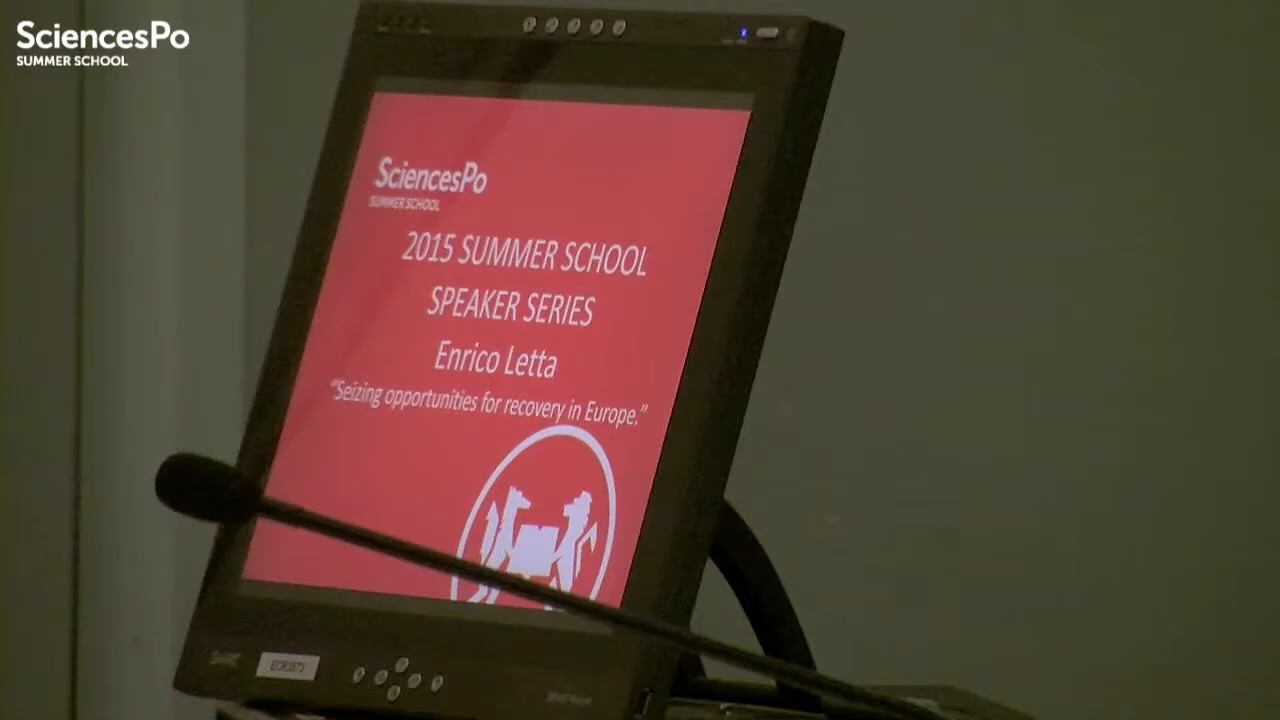 SciencesPo
SUMMER SCHOOL
SciencesPo
SUMMER SCHOOL
2015 SUMMER SCHOOL
SPEAKER SERIES
Enrico Letta
“Seizing opportunities for recovery in Europe.”
SMART